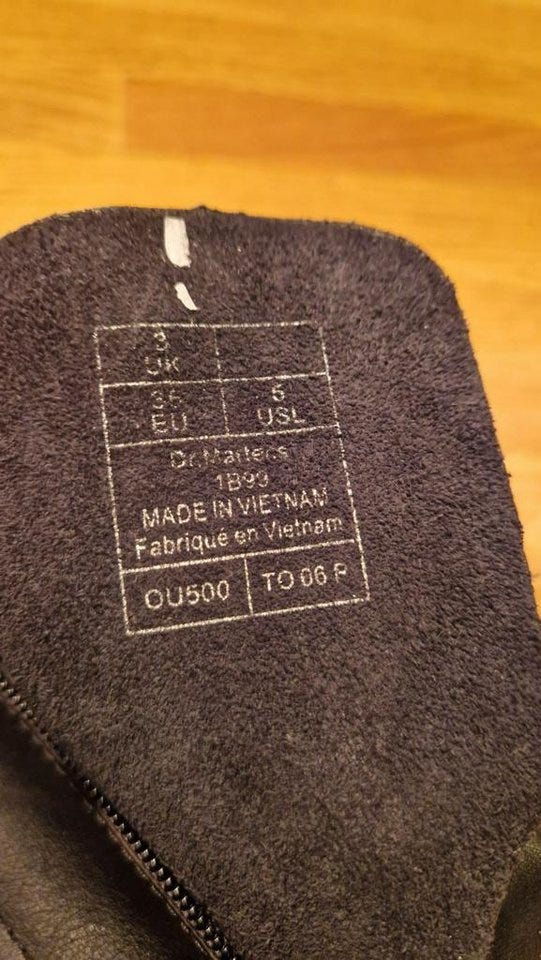 3
UK
36 5
EU USL
Dr.Martens
1B99
MADE IN VIETNAM
Fabriqué en Vietnam
OU500 TO 06 P